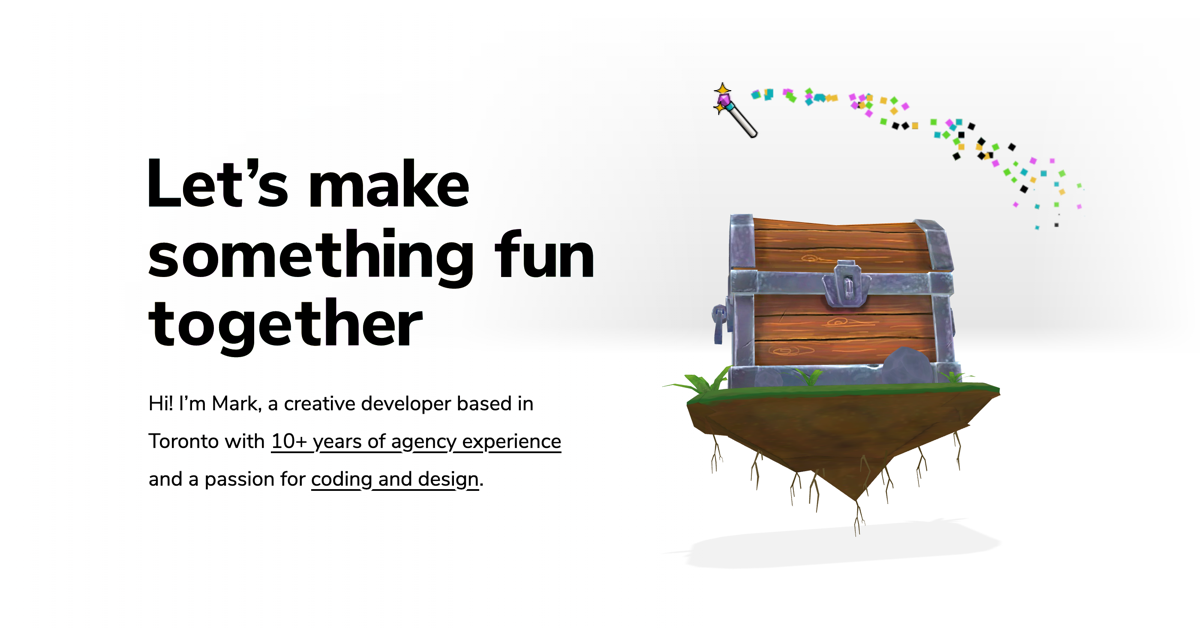 Let’s make
something fun
together
Hi! I’m Mark, a creative developer based in
Toronto with 10+ years of agency experience
and a passion for coding and design.